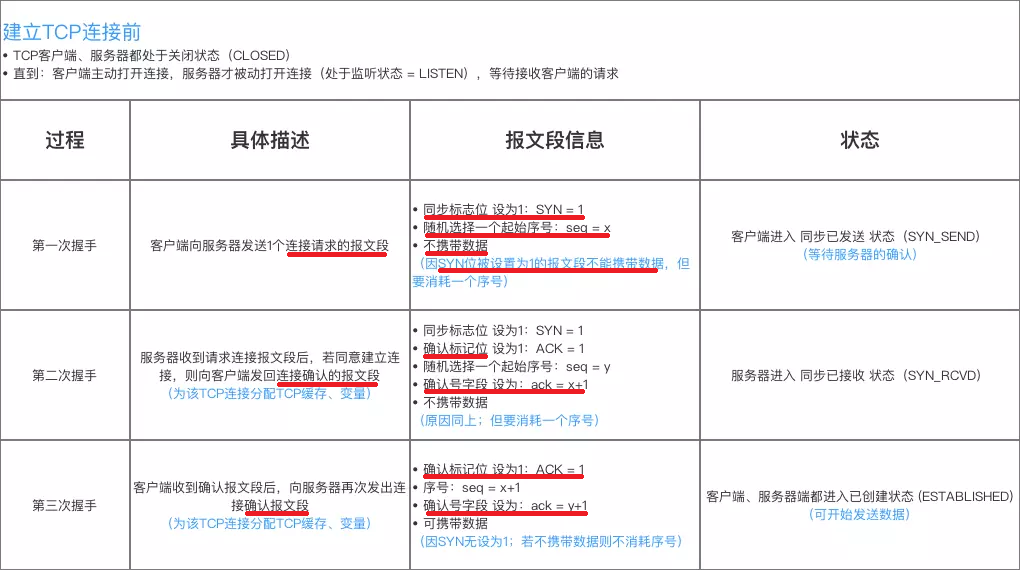 建立TCP连接前
• TCP客户端、服务器都处于关闭状态（CLOSED）
• 直到：客户端主动打开连接，服务器才被动打开连接（处于监听状态 = LISTEN），等待接收客户端的请求
过程
具体描述
报文段信息
状态
第一次握手
客户端向服务器发送1个连接请求的报文段
• 同步标志位 设为1：SYN = 1
• 随机选择一个起始序号：seq = x
• 不携带数据
（因SYN位被设置为1的报文段不能携带数据，但
要消耗一个序号）
客户端进入 同步已发送 状态（SYN_SEND）
（等待服务器的确认）
第二次握手
服务器收到请求连接报文段后，若同意建立连
接，则向客户端发回连接确认的报文段
（为该TCP连接分配TCP缓存、变量）
• 同步标志位 设为1：SYN = 1
• 确认标记位 设为1：ACK = 1
• 随机选择一个起始序号：seq = y
• 确认号字段 设为：ack = x+1
• 不携带数据
（原因同上；但要消耗一个序号）
服务器进入 同步已接收 状态（SYN_RCVD）
第三次握手
客户端收到确认报文段后，向服务器再次发出连
接确认报文段
（为该TCP连接分配TCP缓存、变量）
• 确认标记位 设为1：ACK = 1
• 序号：seq = x+1
• 确认号字段 设为：ack = y+1
• 可携带数据
（因SYN无设为1；若不携带数据则不消耗序号）
客户端、服务器端都进入已创建状态 (ESTABLISHED)
（可开始发送数据）